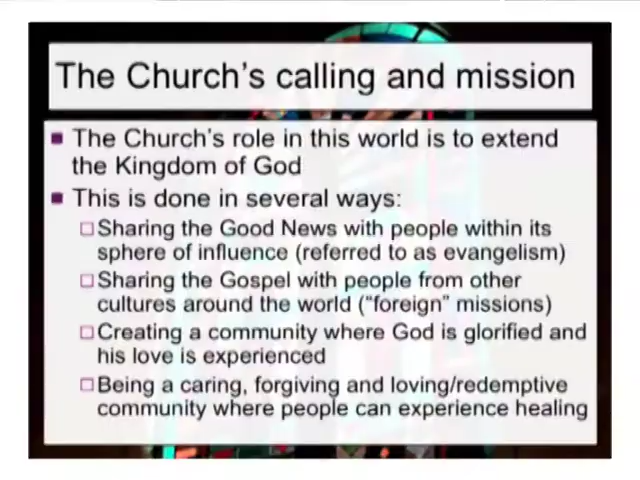 The Church's calling and mission
The Church's role in this world is to extend
the Kingdom of God
This is done in several ways:
Sharing the Good News with people within its
sphere of influence (referred to as evangelism)
Sharing the Gospel with people from other
cultures around the world ("foreign" missions)
Creating a community where God is glorified and
his love is experienced
Being a caring, forgiving and loving/redemptive
community where people can experience healing